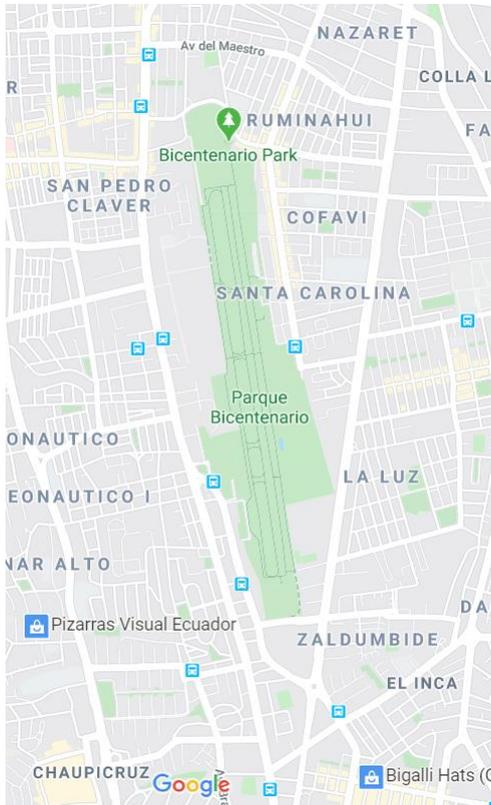 NAZARET
Av del Maestro
COLLA L
R
RUMINAHUI
FA
Bicentenario Park
SAN PEDRO
CLAVER
COFAVI
SANTA CAROLINA
Parque
Bicentenario
ONAUTICO
LA LUZ
EONAUTICO I
NAR ALTO
DA
Pizarras Visual Ecuador
ZALDUMBIDE
EL INCA
CHAUPICRUZ
Google
Bigalli Hats (C